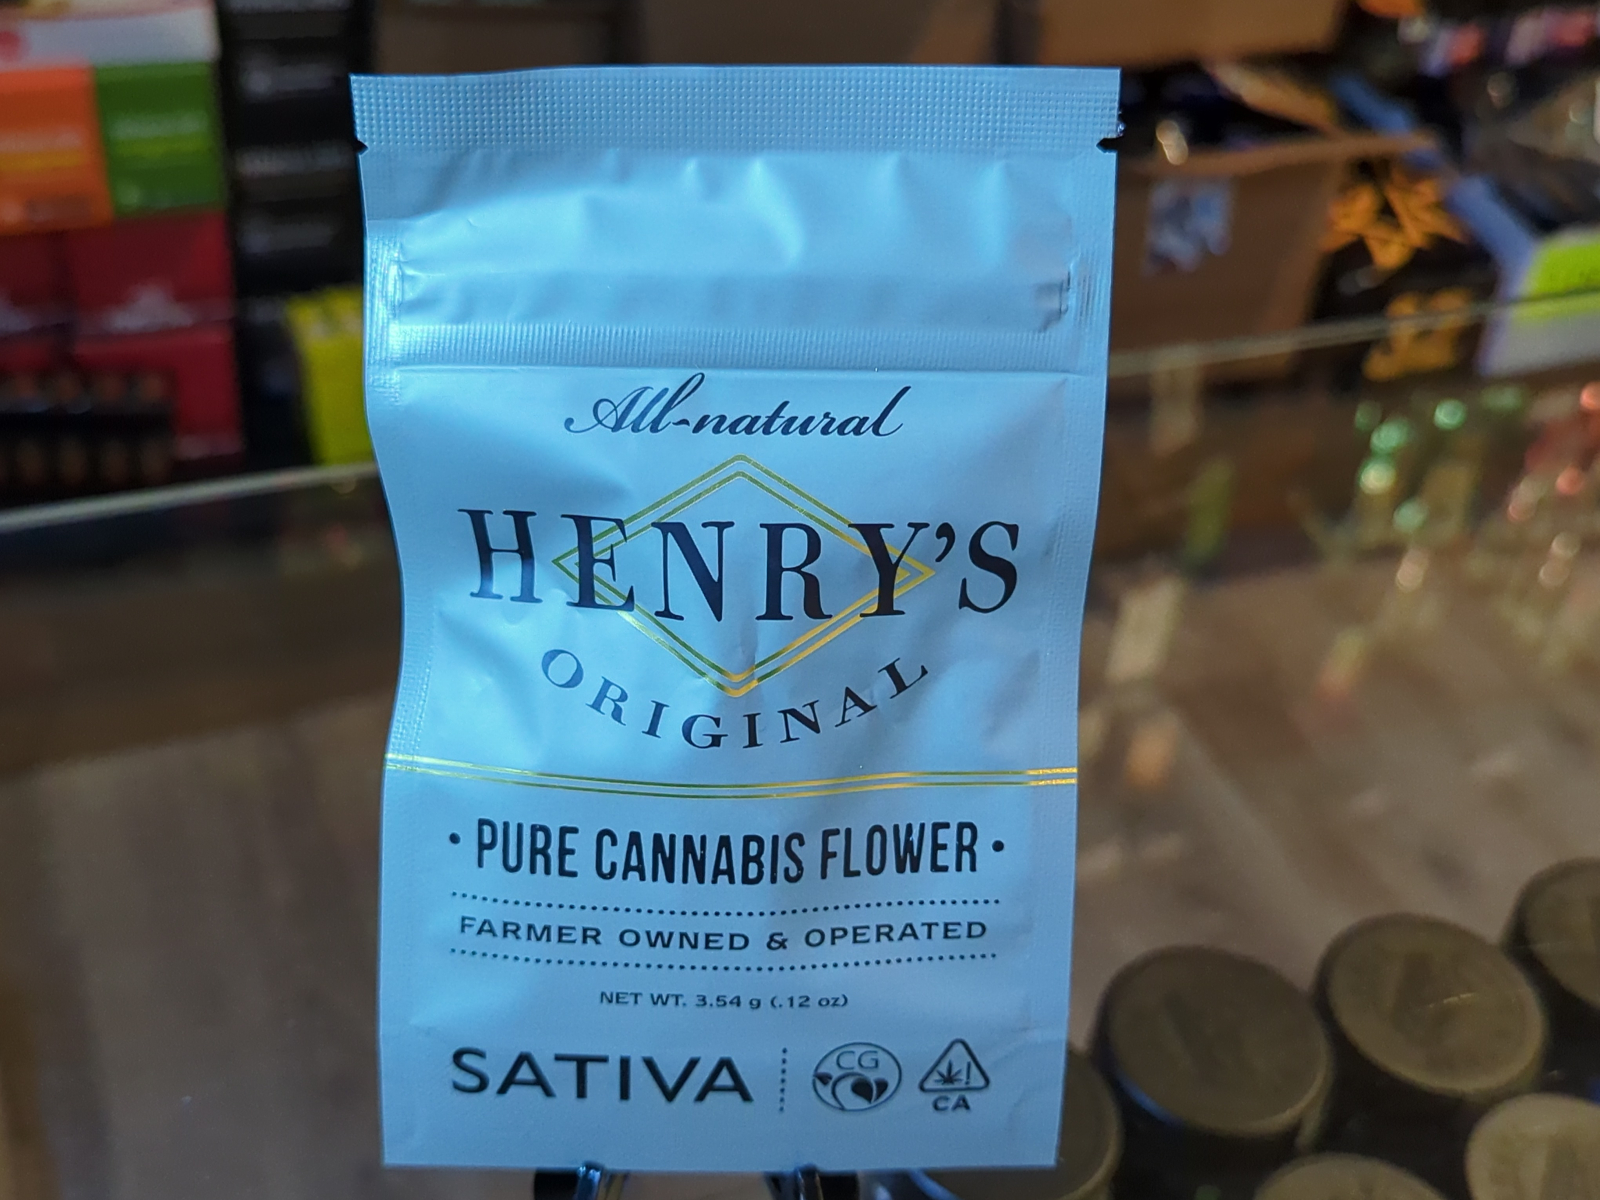 All-natural
HENRY'S
ORIGINAL
• PURE CANNABIS FLOWER •
FARMER OWNED & OPERATED
NET WT. 3.54 g (.12 oz)
SATIVA
CG
!
CA